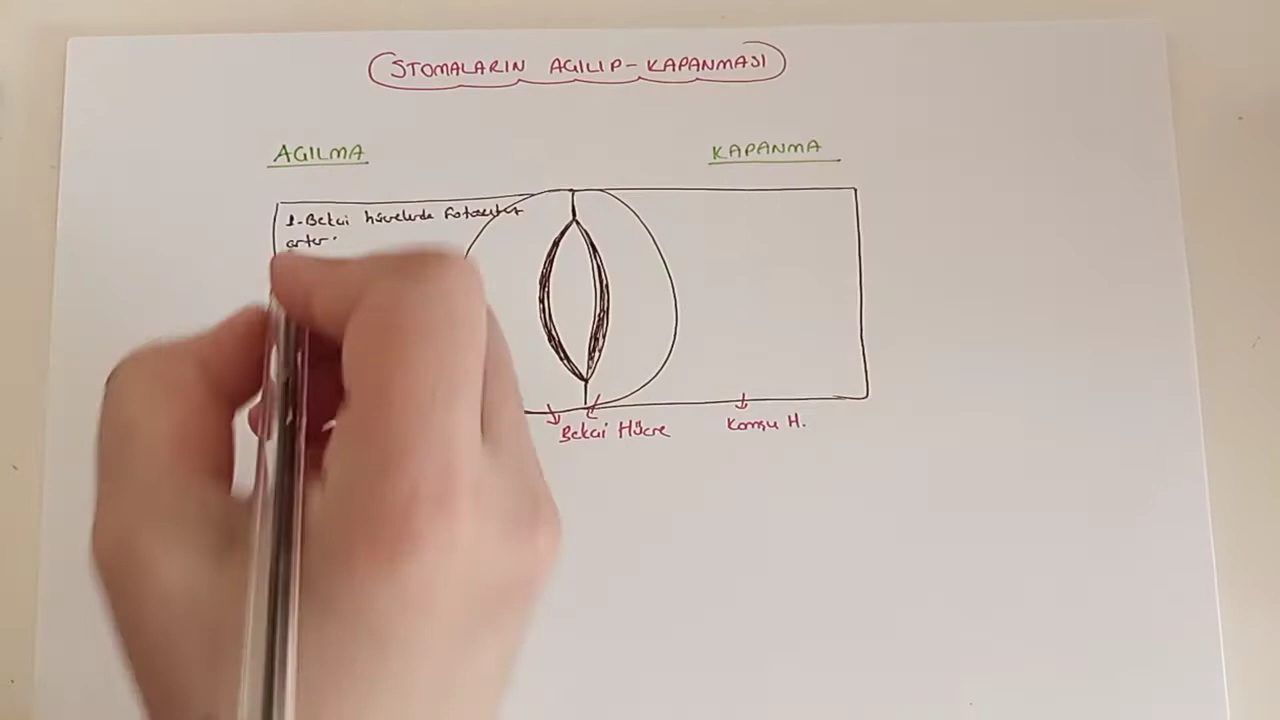 STOMALARIN AÇILIP-KAPANMASI
AÇILMA
KAPANMA
1-Bekçi hücrelerde fotosentez
artar.
Bekçi Hücre
Komşu H.